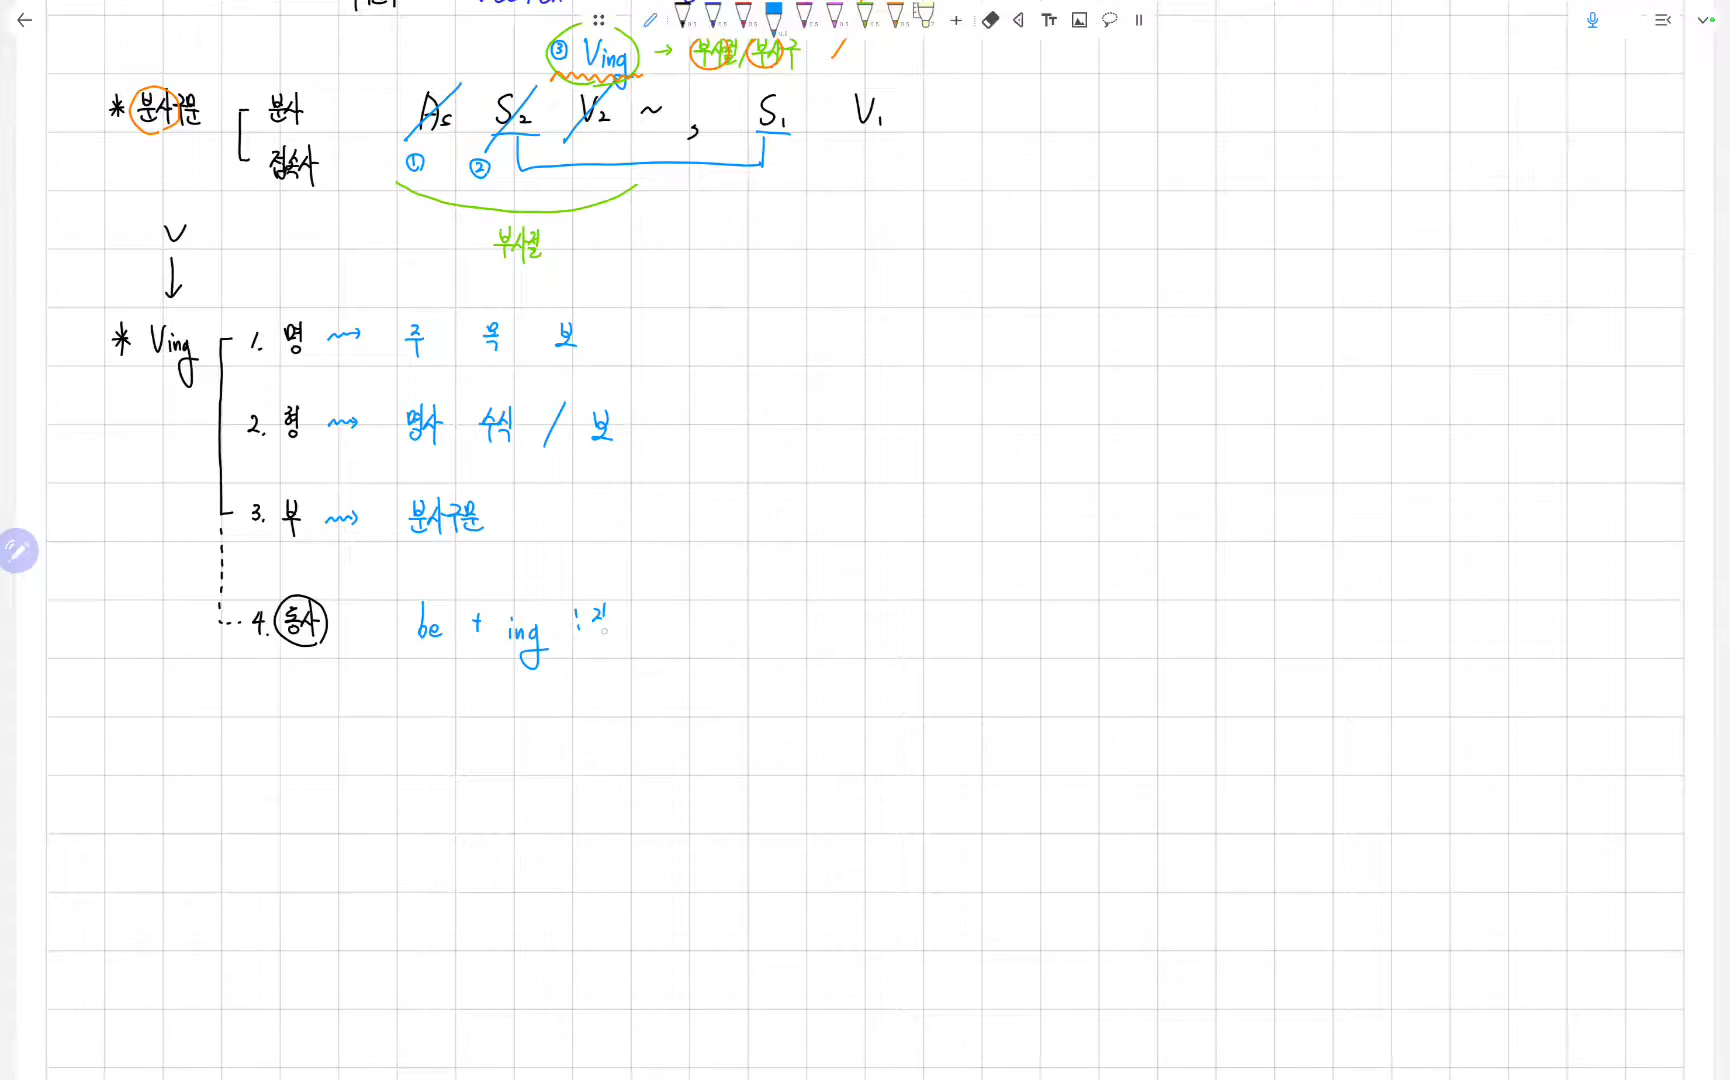 ③ Ving → 부사절/부사구 /
* 분사구문 분사 As S₂ V₂ ~ , S₁ V₁
접속사 ① ②
V 부사절
↓
* Ving 1. 명 ⇝ 주 목 보
2. 형 ⇝ 명사 수식 / 보
3. 부 ⇝ 분사구문
4. 동사 be + ing :